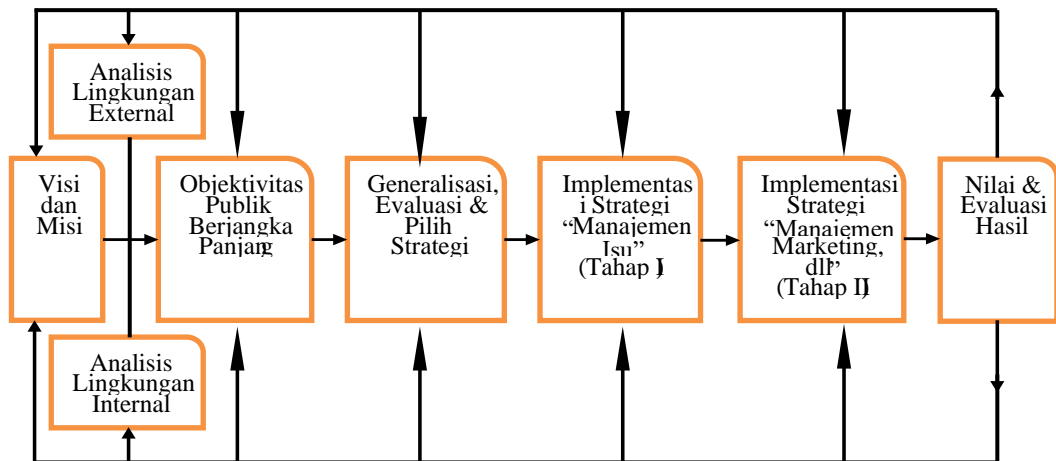 Analisis
Lingkungan
External
Visi
dan
Misi
Objektivitas
Publik
Berjangka
Panjang
Generalisasi,
Evaluasi &
Pilih
Strategi
Implementas
i Strategi
“Manajemen
Isu”
(Tahap I)
Implementasi
Strategi
“Manajemen
Marketing,
dll”
(Tahap II)
Nilai &
Evaluasi
Hasil
Analisis
Lingkungan
Internal